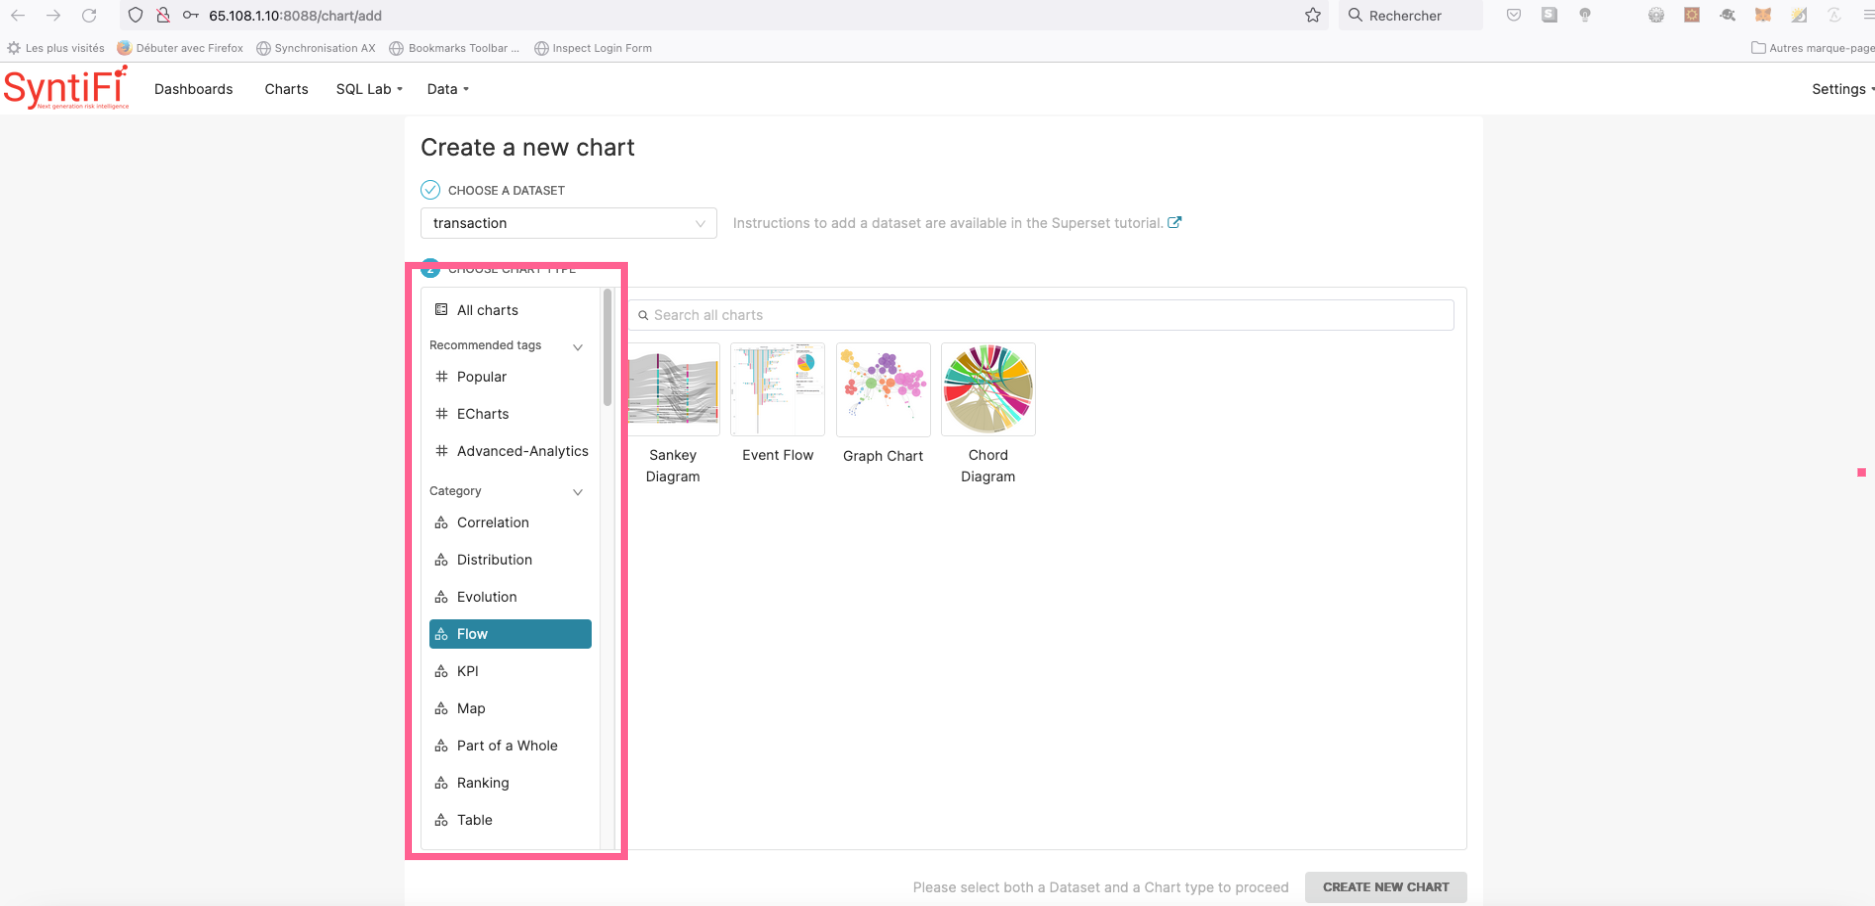 65.108.1.10:8088/chart/add
Rechercher
Les plus visités
Débuter avec Firefox
Synchronisation AX
Bookmarks Toolbar ...
Inspect Login Form
Autres marque-page
SyntiFi
Next generation risk intelligence
Dashboards
Charts
SQL Lab
Data
Settings
Create a new chart
CHOOSE A DATASET
transaction
Instructions to add a dataset are available in the Superset tutorial.
2 CHOOSE CHART TYPE
All charts
Recommended tags
# Popular
# ECharts
# Advanced-Analytics
Category
Correlation
Distribution
Evolution
Flow
KPI
Map
Part of a Whole
Ranking
Table
Search all charts
Sankey
Diagram
Event Flow
Graph Chart
Chord
Diagram
Please select both a Dataset and a Chart type to proceed
CREATE NEW CHART